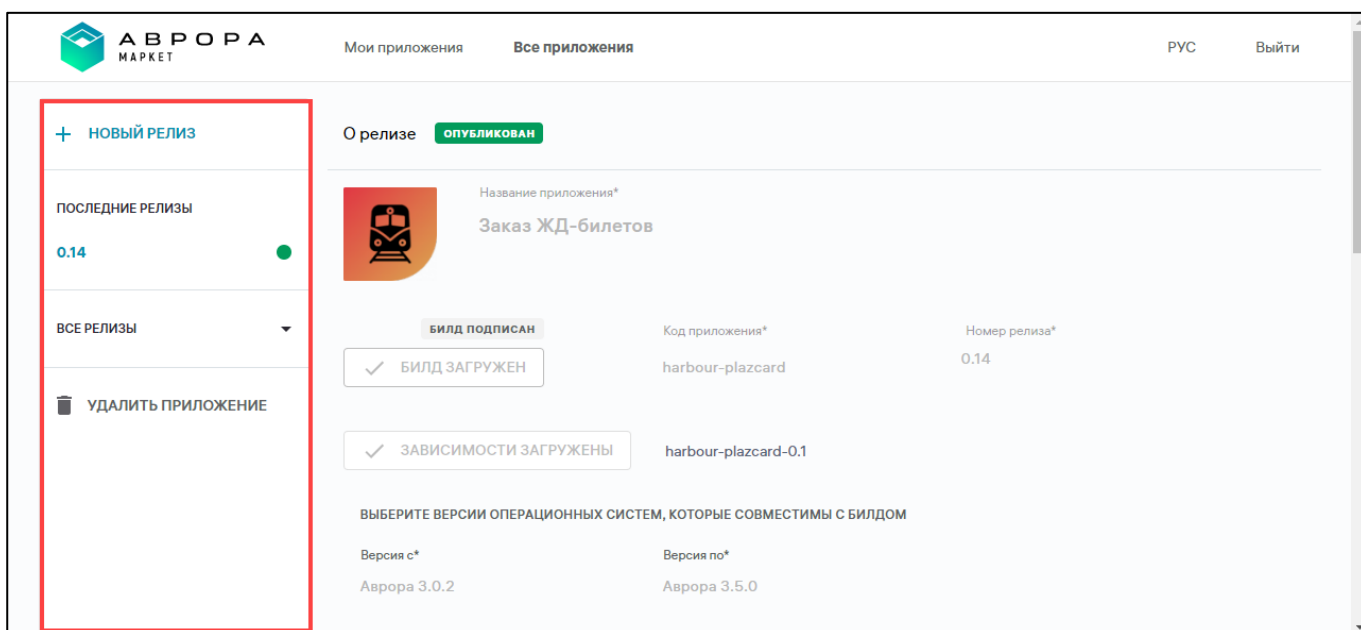 АВРОРА
МАРКЕТ
Мои приложения
Все приложения
РУС
Выйти
НОВЫЙ РЕЛИЗ
ПОСЛЕДНИЕ РЕЛИЗЫ
0.14
ВСЕ РЕЛИЗЫ
УДАЛИТЬ ПРИЛОЖЕНИЕ
О релизе
ОПУБЛИКОВАН
Название приложения*
Заказ ЖД-билетов
БИЛД ПОДПИСАН
БИЛД ЗАГРУЖЕН
Код приложения*
harbour-plazcard
Номер релиза*
0.14
ЗАВИСИМОСТИ ЗАГРУЖЕНЫ
harbour-plazcard-0.1
ВЫБЕРИТЕ ВЕРСИИ ОПЕРАЦИОННЫХ СИСТЕМ, КОТОРЫЕ СОВМЕСТИМЫ С БИЛДОМ
Версия с*
Аврора 3.0.2
Версия по*
Аврора 3.5.0